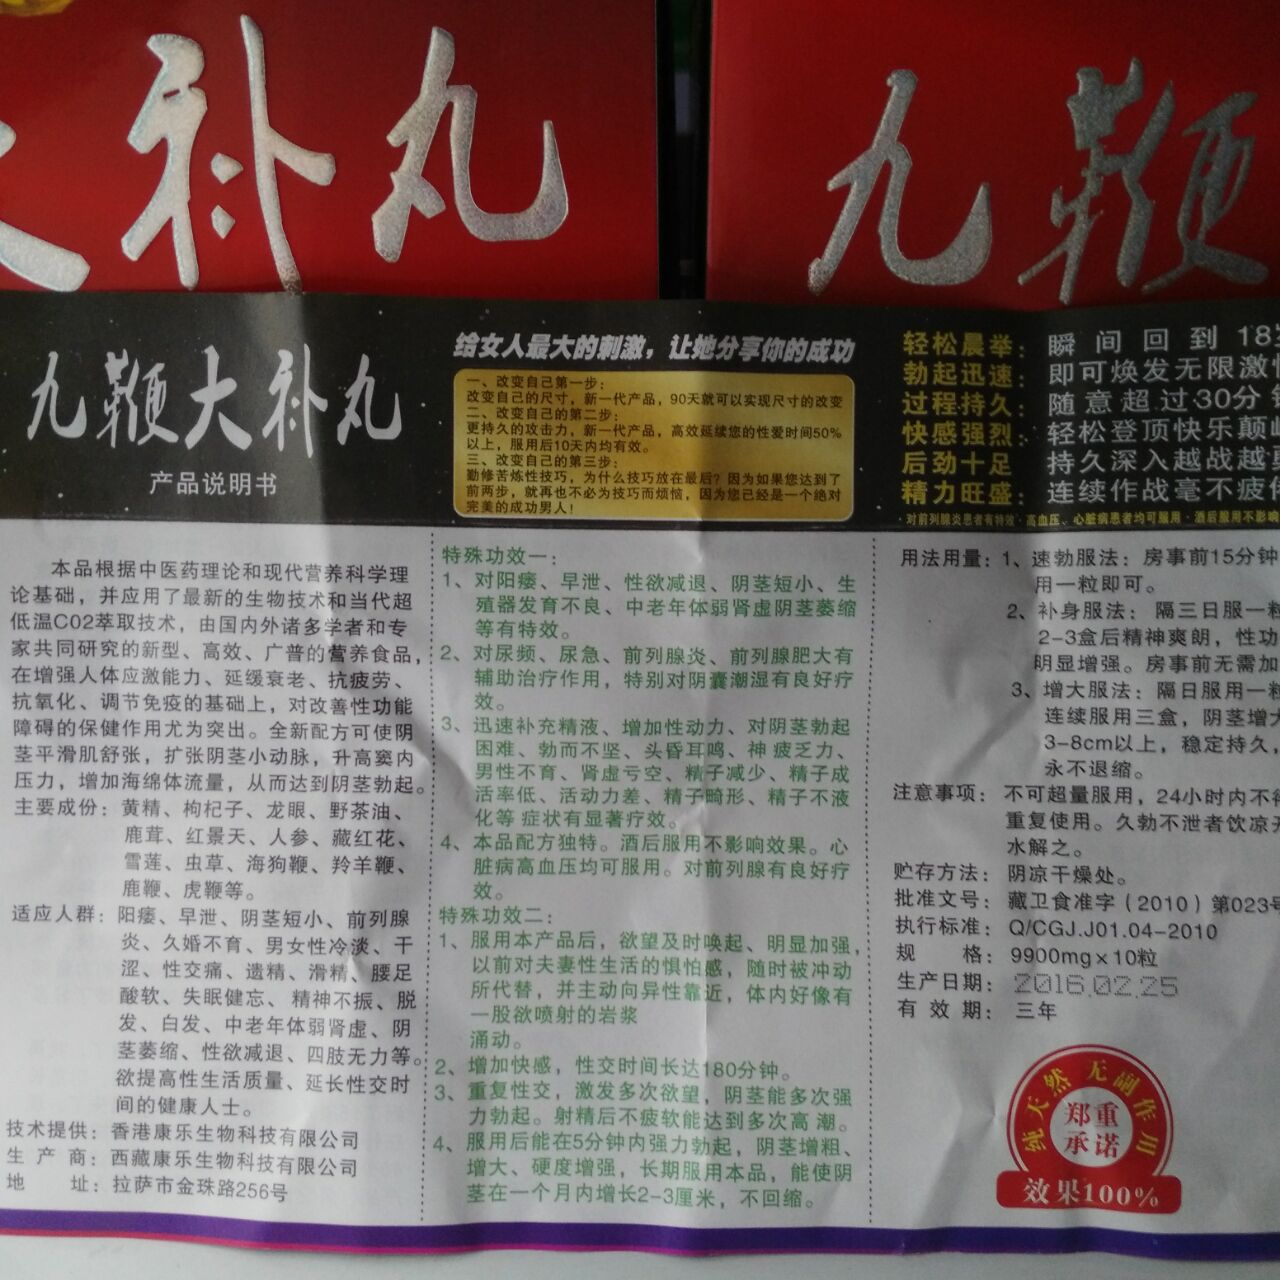 大补丸
九鞭
九鞭大补丸
产品说明书
给女人最大的刺激，让她分享你的成功
一、改变自己第一步：
改变自己的尺寸，新一代产品，90天就可以实现尺寸的改变
二、改变自己的第二步：
更持久的攻击力，新一代产品，高效延续您的性爱时间50%
以上，服用后10天内均有效。
三、改变自己的第三步：
勤修苦炼性技巧，为什么技巧放在最后？因为如果您达到了
前两步，就再也不必为技巧而烦恼，因为您已经是一个绝对
完美的成功男人！
轻松晨举：瞬间回到18
勃起迅速：即可焕发无限激
过程持久：随意超过30分
快感强烈：轻松登顶快乐颠
后劲十足 持久深入越战越
精力旺盛：连续作战毫不疲
·对前列腺炎患者有特效·高血压、心脏病患者均可服用·酒后服用不影响
本品根据中医药理论和现代营养科学理
论基础，并应用了最新的生物技术和当代超
低温C02萃取技术，由国内外诸多学者和专
家共同研究的新型、高效、广普的营养食品，
在增强人体应激能力、延缓衰老、抗疲劳、
抗氧化、调节免疫的基础上，对改善性功能
障碍的保健作用尤为突出。全新配方可使阴
茎平滑肌舒张，扩张阴茎小动脉，升高窦内
压力，增加海绵体流量，从而达到阴茎勃起。
主要成份：黄精、枸杞子、龙眼、野茶油、
鹿茸、红景天、人参、藏红花、
雪莲、虫草、海狗鞭、羚羊鞭、
鹿鞭、虎鞭等。
适应人群：阳痿、早泄、阴茎短小、前列腺
炎、久婚不育、男女性冷淡、干
涩、性交痛、遗精、滑精、腰足
酸软、失眠健忘、精神不振、脱
发、白发、中老年体弱肾虚、阴
茎萎缩、性欲减退、四肢无力等。
欲提高性生活质量、延长性交时
间的健康人士。
技术提供：香港康乐生物科技有限公司
生产商：西藏康乐生物科技有限公司
地址：拉萨市金珠路256号
特殊功效一：
1、对阳痿、早泄、性欲减退、阴茎短小、生
殖器发育不良、中老年体弱肾虚阴茎萎缩
等有特效。
2、对尿频、尿急、前列腺炎、前列腺肥大有
辅助治疗作用，特别对阴囊潮湿有良好疗
效。
3、迅速补充精液、增加性动力、对阴茎勃起
困难、勃而不坚、头昏耳鸣、神疲乏力、
男性不育、肾虚亏空、精子减少、精子成
活率低、活动力差、精子畸形、精子不液
化等症状有显著疗效。
4、本品配方独特。酒后服用不影响效果。心
脏病高血压均可服用。对前列腺有良好疗
效。
特殊功效二：
1、服用本产品后，欲望及时唤起、明显加强，
以前对夫妻性生活的惧怕感，随时被冲动
所代替，并主动向异性靠近，体内好像有
一股欲喷射的岩浆
涌动。
2、增加快感，性交时间长达180分钟。
3、重复性交，激发多次欲望，阴茎能多次强
力勃起。射精后不疲软能达到多次高潮。
4、服用后能在5分钟内强力勃起，阴茎增粗、
增大、硬度增强，长期服用本品，能使阴
茎在一个月内增长2-3厘米，不回缩。
用法用量：1、速勃服法：房事前15分钟
用一粒即可。
2、补身服法：隔三日服一粒
2-3盒后精神爽朗，性功
明显增强。房事前无需加
3、增大服法：隔日服用一粒
连续服用三盒，阴茎增大
3-8cm以上，稳定持久，
永不退缩。
注意事项：不可超量服用，24小时内不得
重复使用。久勃不泄者饮凉开
水解之。
贮存方法：阴凉干燥处。
批准文号：藏卫食准字（2010）第023号
执行标准：Q/CGJ.J01.04-2010
规格：9900mg×10粒
生产日期：2016.02.25
有效期：三年
纯天然 无副作用
郑重
承诺
效果100%